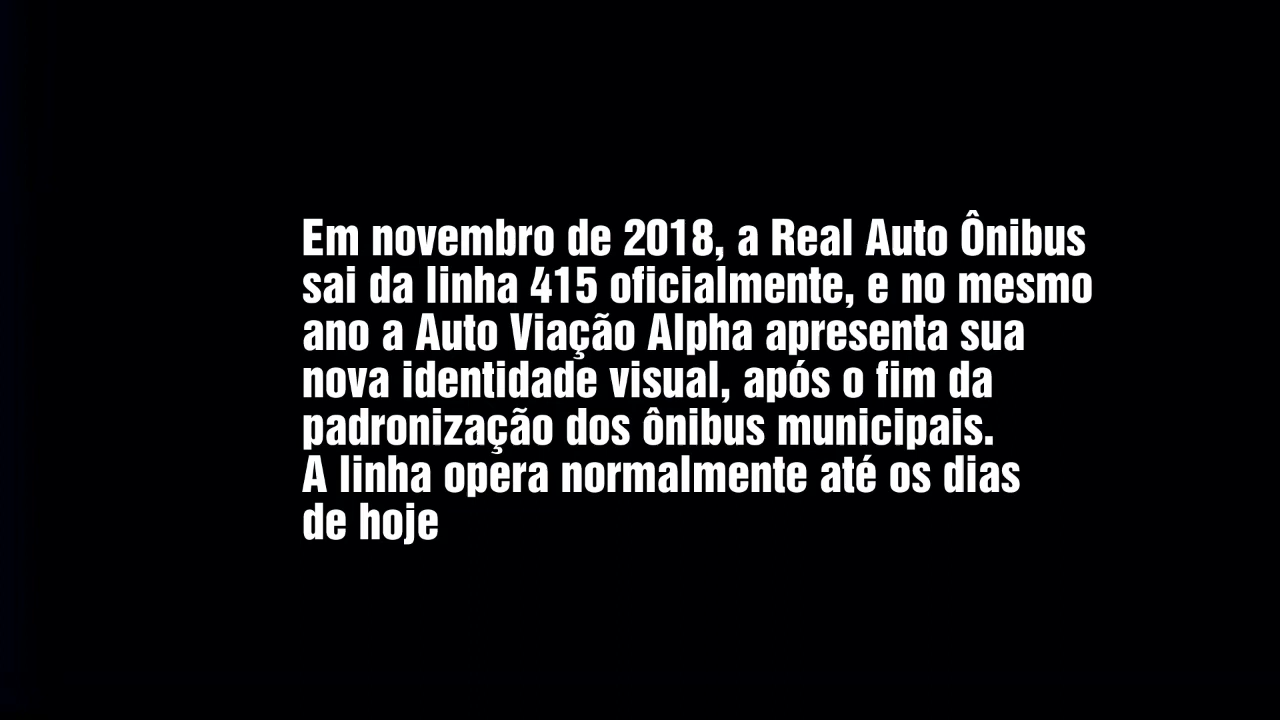 Em novembro de 2018, a Real Auto Ônibus
sai da linha 415 oficialmente, e no mesmo
ano a Auto Viação Alpha apresenta sua
nova identidade visual, após o fim da
padronização dos ônibus municipais.
A linha opera normalmente até os dias
de hoje